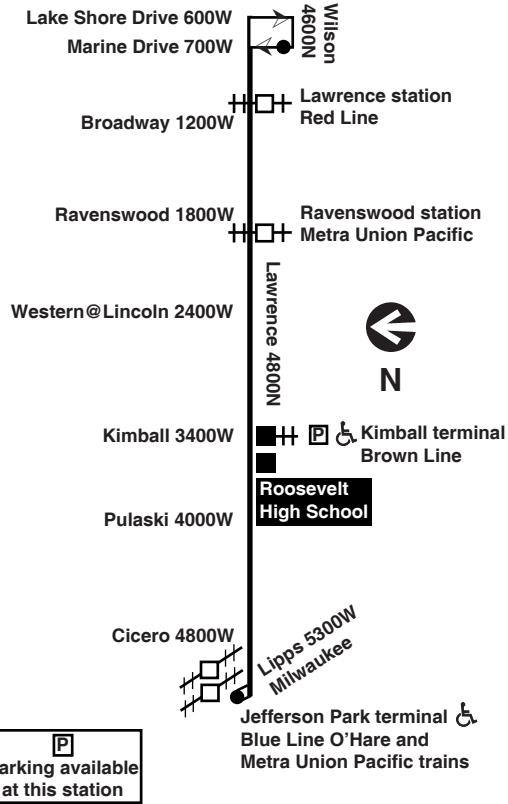 Lake Shore Drive 600W
Marine Drive 700W
Wilson
4600N
Lawrence station
Red Line
Broadway 1200W
Ravenswood 1800W
Ravenswood station
Metra Union Pacific
Lawrence 4800N
Western@Lincoln 2400W
N
Kimball 3400W
P
Kimball terminal
Brown Line
Roosevelt
High School
Pulaski 4000W
Cicero 4800W
Lipps 5300W
Milwaukee
Jefferson Park terminal
Blue Line O'Hare and
Metra Union Pacific trains
P
arking available
at this station